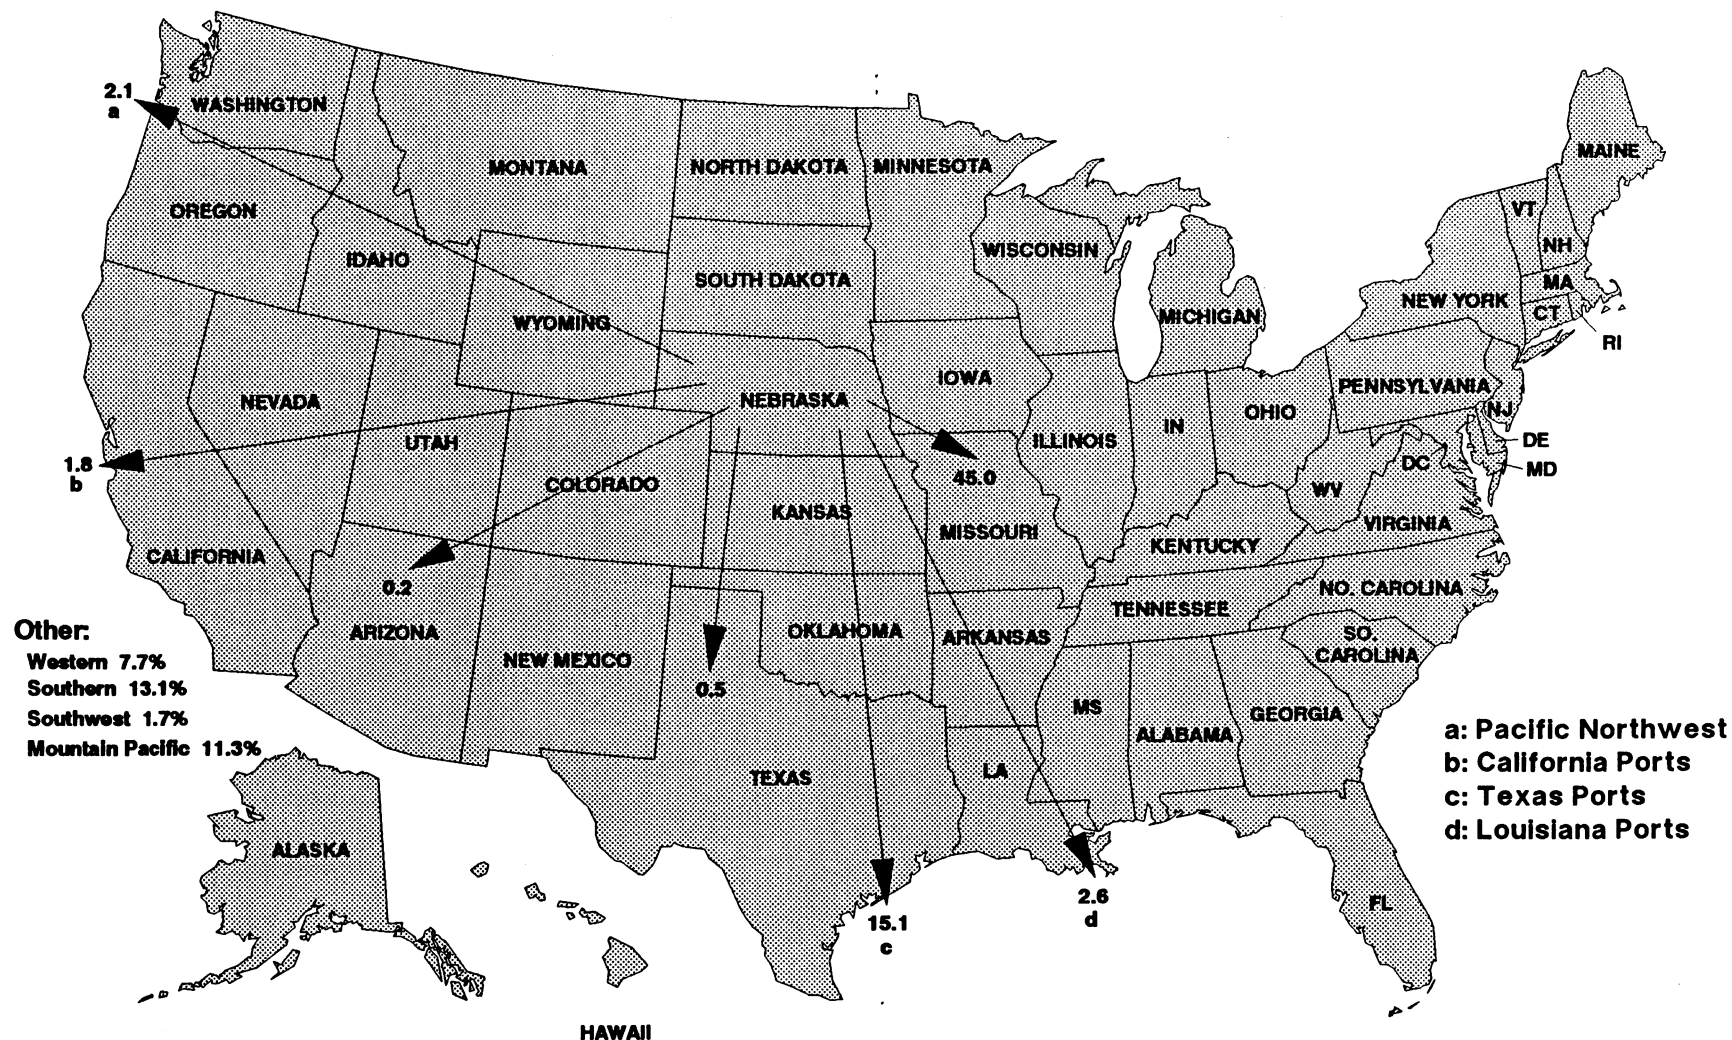 MAINE
2.1
a
WASHINGTON
MONTANA
NORTH DAKOTA
MINNESOTA
VT
OREGON
NH
WISCONSIN
IDAHO
SOUTH DAKOTA
MA
NEW YORK
CT
WYOMING
MICHIGAN
RI
IOWA
PENNSYLVANIA
NEVADA
NEBRASKA
OHIO
NJ
UTAH
ILLINOIS
IN
DE
1.8
b
45.0
DC
MD
COLORADO
WV
KANSAS
MISSOURI
VIRGINIA
CALIFORNIA
KENTUCKY
0.2
NO. CAROLINA
TENNESSEE
Other:
ARIZONA
OKLAHOMA
ARKANSAS
SO.
CAROLINA
Western 7.7%
NEW MEXICO
Southern 13.1%
0.5
MS
GEORGIA
Southwest 1.7%
ALABAMA
a: Pacific Northwest
Mountain Pacific 11.3%
TEXAS
LA
b: California Ports
c: Texas Ports
d: Louisiana Ports
ALASKA
2.6
d
FL
15.1
c
HAWAII